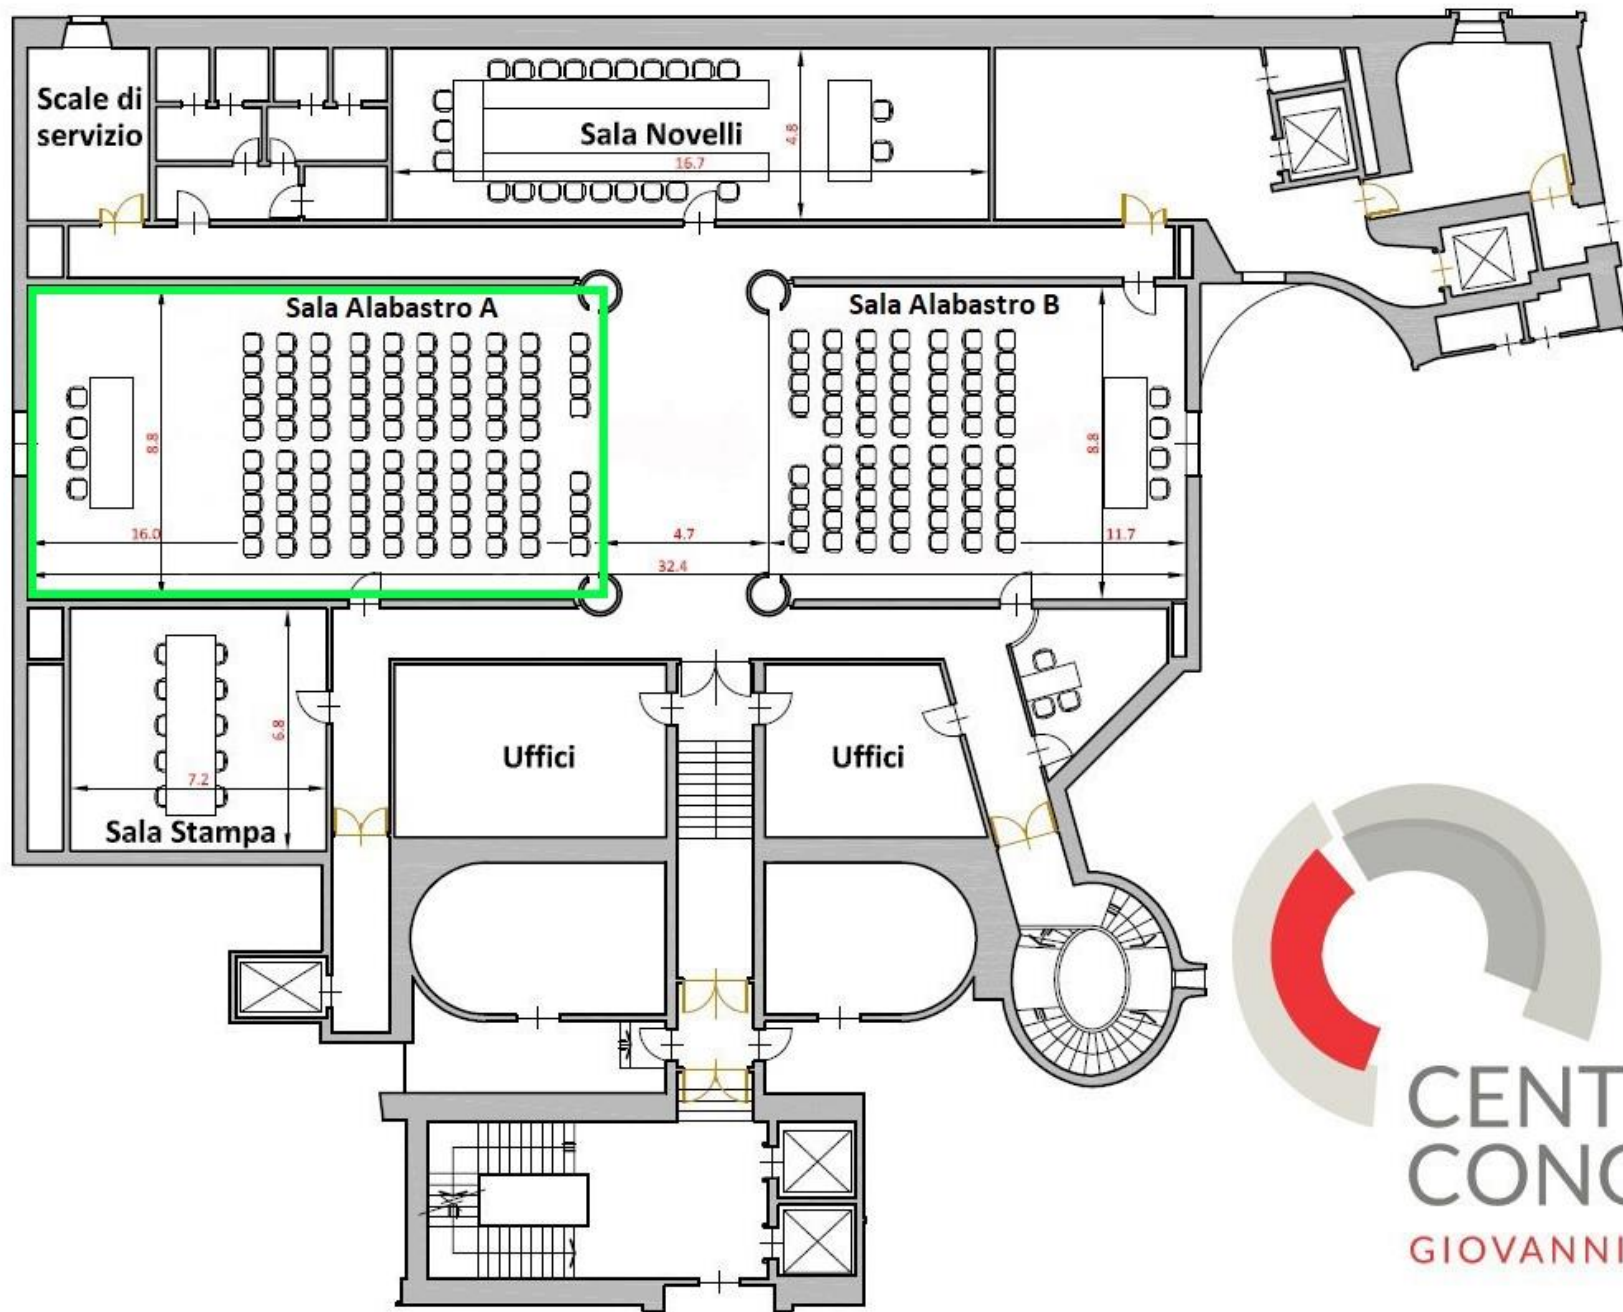 Scale di
servizio
Sala Novelli
16.7
4.8
Sala Alabastro A
Sala Alabastro B
8.8
8.8
16.0
4.7
11.7
32.4
6.8
7.2
Sala Stampa
Uffici
Uffici
CENT
CONG
GIOVANNI